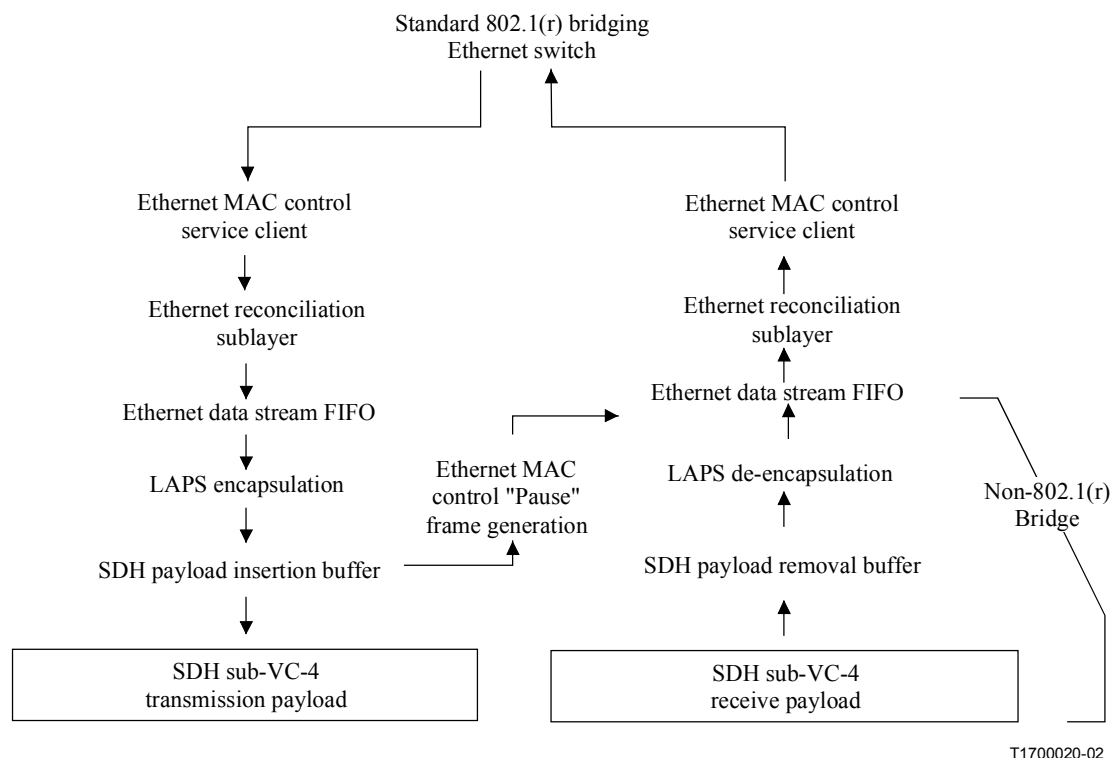 Standard 802.1(r) bridging
Ethernet switch
Ethernet MAC control
service client
Ethernet reconciliation
sublayer
Ethernet data stream FIFO
LAPS encapsulation
SDH payload insertion buffer
SDH sub-VC-4
transmission payload
Ethernet MAC
control "Pause"
frame generation
Ethernet MAC control
service client
Ethernet reconciliation
sublayer
Ethernet data stream FIFO
LAPS de-encapsulation
SDH payload removal buffer
SDH sub-VC-4
receive payload
Non-802.1(r)
Bridge
T1700020-02